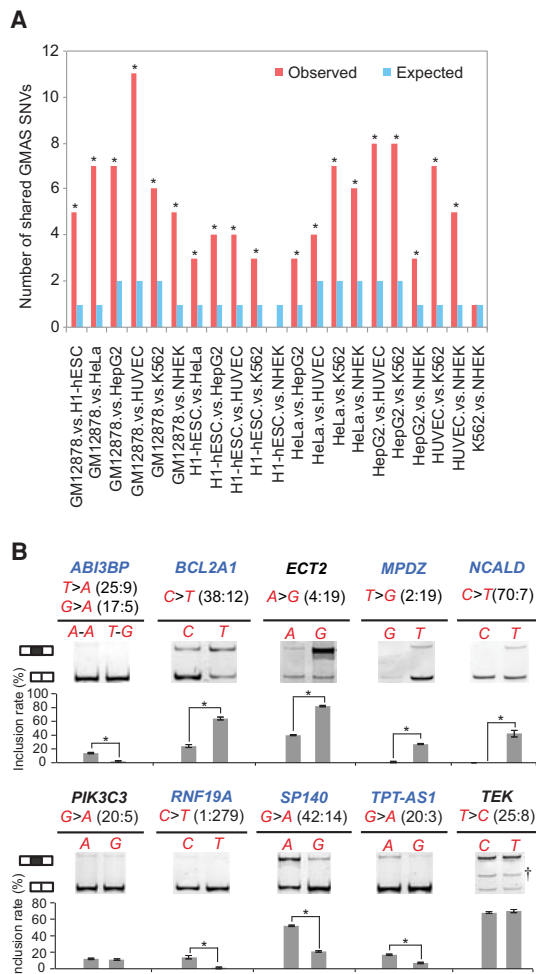 A
Number of shared GMAS SNVs
12
10
8
6
4
2
0
Observed
Expected
* * * * * * * * * * * * * * * * * * *
GM12878.vs.H1-hESC
GM12878.vs.HeLa
GM12878.vs.HepG2
GM12878.vs.HUVEC
GM12878.vs.K562
GM12878.vs.NHEK
H1-hESC.vs.HeLa
H1-hESC.vs.HepG2
H1-hESC.vs.HUVEC
H1-hESC.vs.K562
H1-hESC.vs.NHEK
HeLa.vs.HepG2
HeLa.vs.HUVEC
HeLa.vs.K562
HeLa.vs.NHEK
HepG2.vs.HUVEC
HepG2.vs.K562
HepG2.vs.NHEK
HUVEC.vs.K562
HUVEC.vs.NHEK
K562.vs.NHEK
B
ABI3BP BCL2A1 ECT2 MPDZ NCALD
T>A (25:9)
G>A (17:5)
C>T (38:12)
A>G (4:19)
T>G (2:19)
C>T(70:7)
A-A T-G C T A G G T C T
Inclusion rate (%)
100
80
60
40
20
0
* * * * *
PIK3C3 RNF19A SP140 TPT-AS1 TEK
G>A (20:5) C>T (1:279) G>A (42:14) G>A (20:3) T>C (25:8)
A G C T A G A G C T
†
nclusion rate (%)
80
60
40
20
0
* * *